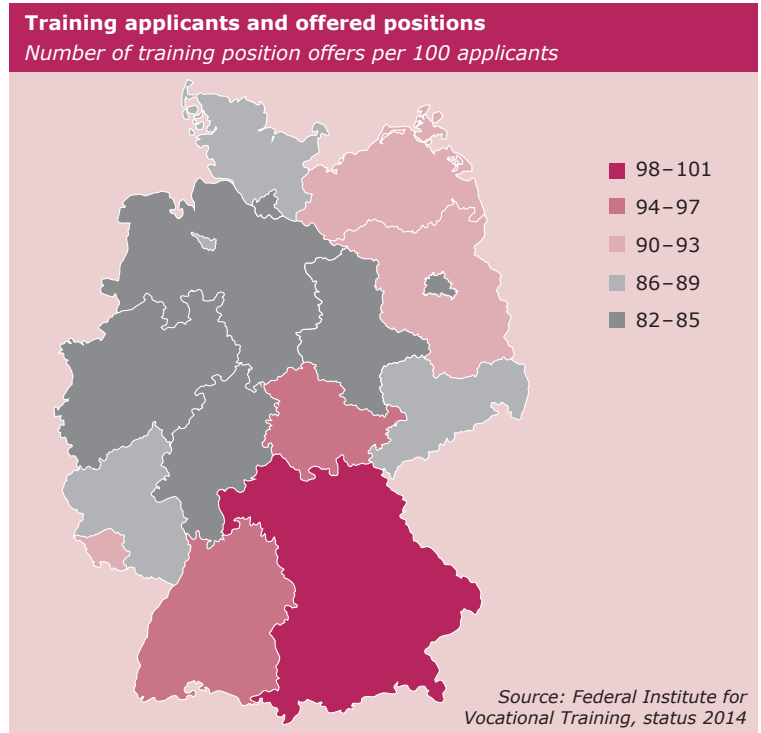 Training applicants and offered positions
Number of training position offers per 100 applicants
98–101
94–97
90–93
86–89
82–85
Source: Federal Institute for
Vocational Training, status 2014